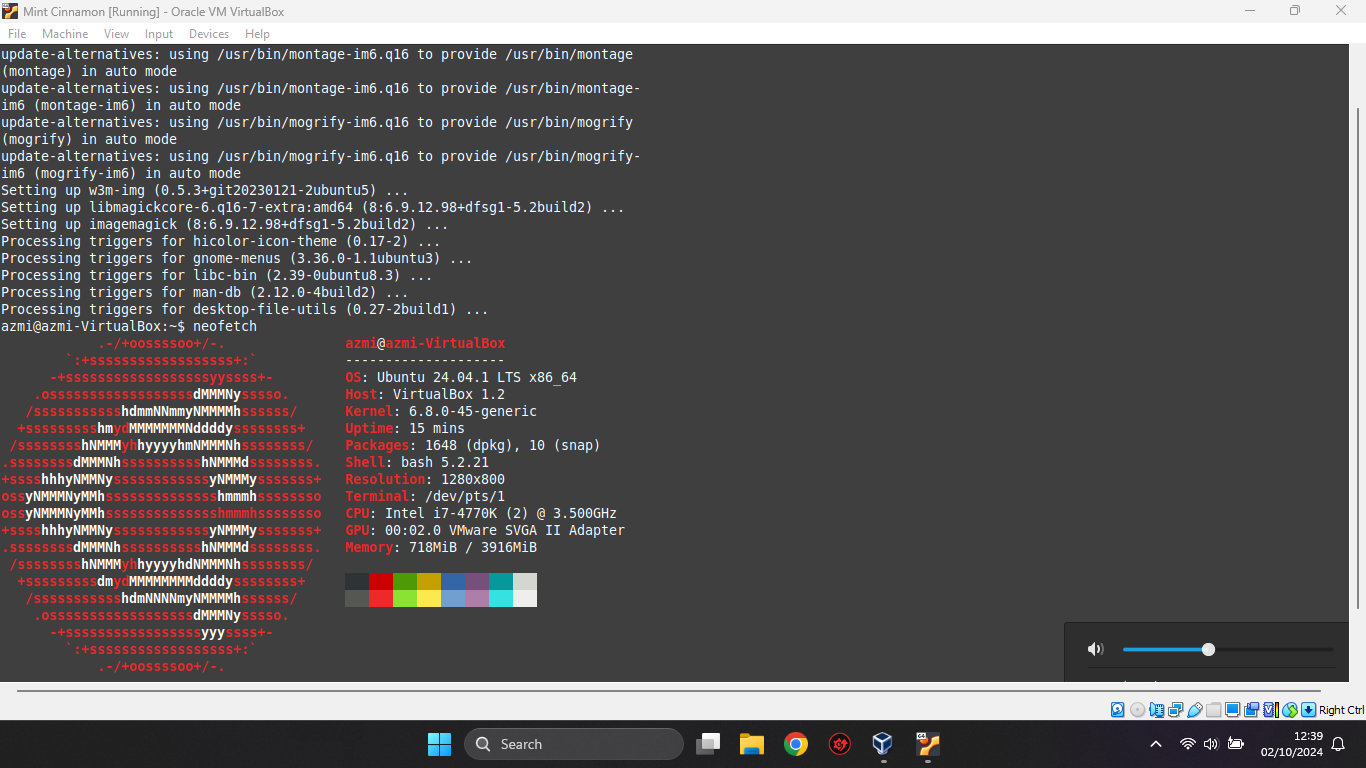 Mint Cinnamon [Running] - Oracle VM VirtualBox
File Machine View Input Devices Help
update-alternatives: using /usr/bin/montage-im6.q16 to provide /usr/bin/montage
(montage) in auto mode
update-alternatives: using /usr/bin/montage-im6.q16 to provide /usr/bin/montage-
im6 (montage-im6) in auto mode
update-alternatives: using /usr/bin/mogrify-im6.q16 to provide /usr/bin/mogrify
(mogrify) in auto mode
update-alternatives: using /usr/bin/mogrify-im6.q16 to provide /usr/bin/mogrify-
im6 (mogrify-im6) in auto mode
Setting up w3m-img (0.5.3+git20230121-2ubuntu5) ...
Setting up libmagickcore-6.q16-7-extra:amd64 (8:6.9.12.98+dfsg1-5.2build2) ...
Setting up imagemagick (8:6.9.12.98+dfsg1-5.2build2) ...
Processing triggers for hicolor-icon-theme (0.17-2) ...
Processing triggers for gnome-menus (3.36.0-1.1ubuntu3) ...
Processing triggers for libc-bin (2.39-0ubuntu8.3) ...
Processing triggers for man-db (2.12.0-4build2) ...
Processing triggers for desktop-file-utils (0.27-2build1) ...
azmi@azmi-VirtualBox:~$ neofetch
.-/+oossssoo+/-. azmi@azmi-VirtualBox
`:+ssssssssssssssssss+:` --------------------
-+ssssssssssssssssssyyssss+- OS: Ubuntu 24.04.1 LTS x86_64
.ossssssssssssssssssdMMMNysssso. Host: VirtualBox 1.2
/ssssssssssshdmmNNmmyNMMMMhssssss/ Kernel: 6.8.0-45-generic
+ssssssssshmydMMMMMMMNddddyssssssss+ Uptime: 15 mins
/sssssssshNMMMyhhyyyyhmNMMMNhssssssss/ Packages: 1648 (dpkg), 10 (snap)
.ssssssssdMMMNhsssssssssshNMMMdssssssss. Shell: bash 5.2.21
+sssshhhyNMMNyssssssssssssyNMMMysssssss+ Resolution: 1280x800
ossyNMMMNyMMhsssssssssssssshmmmhssssssso Terminal: /dev/pts/1
ossyNMMMNyMMhsssssssssssssshmmmhssssssso CPU: Intel i7-4770K (2) @ 3.500GHz
+sssshhhyNMMNyssssssssssssyNMMMysssssss+ GPU: 00:02.0 VMware SVGA II Adapter
.ssssssssdMMMNhsssssssssshNMMMdssssssss. Memory: 718MiB / 3916MiB
/sssssssshNMMMyhhyyyyhdNMMMNhssssssss/
+sssssssssdmydMMMMMMMMddddyssssssss+
/ssssssssssshdmNNNNmyNMMMMhssssss/
.ossssssssssssssssssdMMMNysssso.
-+sssssssssssssssssyyyssss+-
`:+ssssssssssssssssss+:`
.-/+oossssoo+/-.
Right Ctrl
Search
12:39
02/10/2024